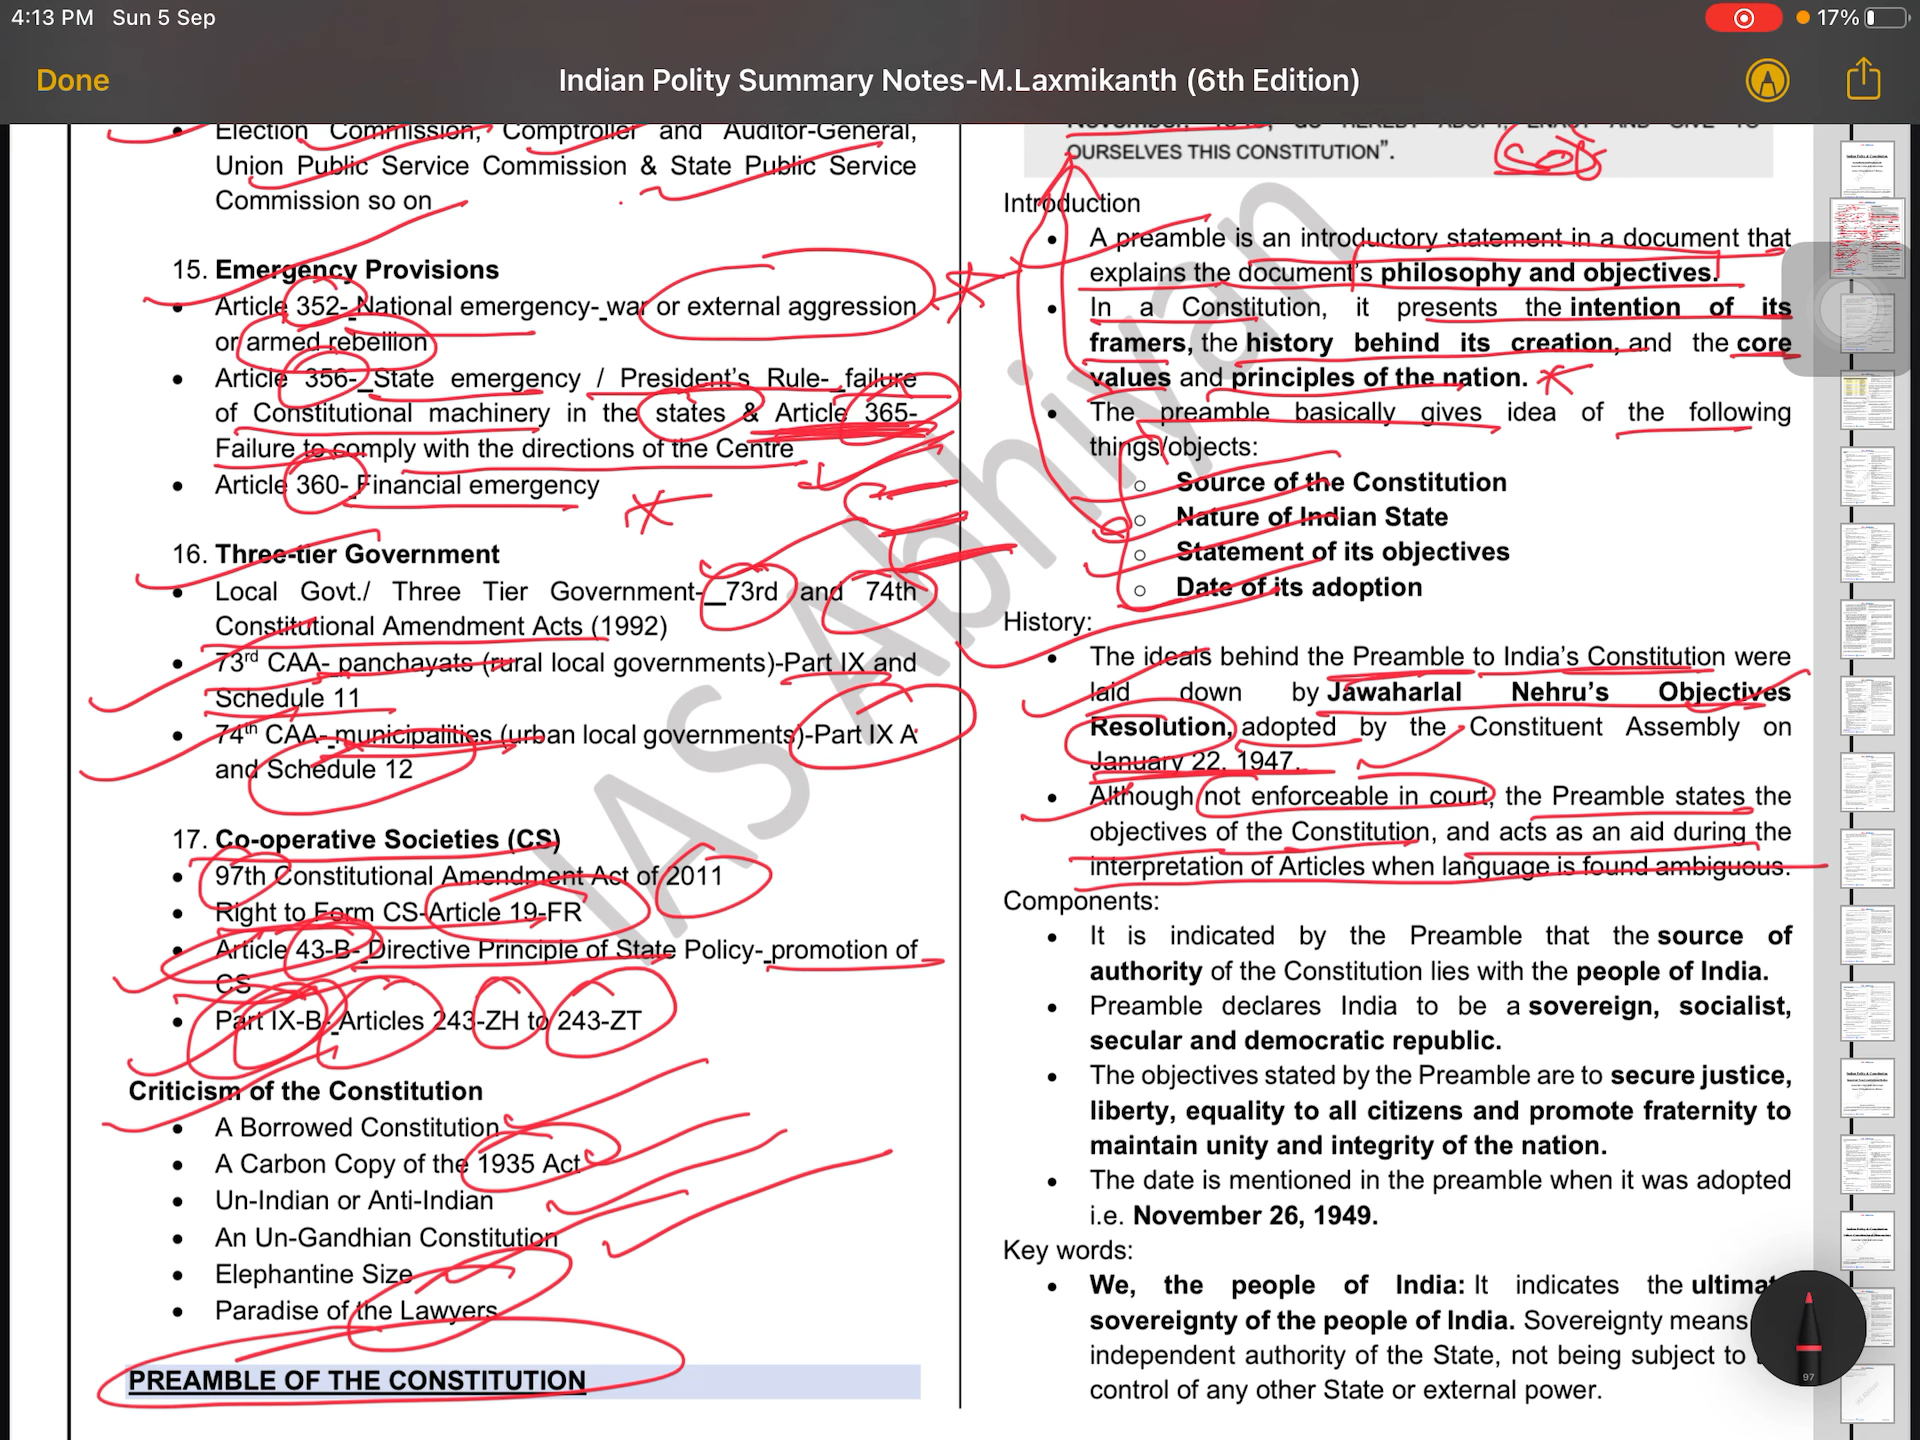 4:13 PM Sun 5 Sep
17%
Done
Indian Polity Summary Notes-M.Laxmikanth (6th Edition)
Election Commission, Comptroller and Auditor-General,
Union Public Service Commission & State Public Service
Commission so on
15. Emergency Provisions
• Article 352- National emergency- war or external aggression
or armed rebellion
• Article 356- State emergency / President's Rule- failure
of Constitutional machinery in the states & Article 365-
Failure to comply with the directions of the Centre
• Article 360- Financial emergency
16. Three-tier Government
• Local Govt./ Three Tier Government- 73rd and 74th
Constitutional Amendment Acts (1992)
• 73rd CAA- panchayats (rural local governments)-Part IX and
Schedule 11
• 74th CAA- municipalities (urban local governments)-Part IX A
and Schedule 12
17. Co-operative Societies (CS)
• 97th Constitutional Amendment Act of 2011
• Right to Form CS-Article 19-FR
• Article 43-B- Directive Principle of State Policy- promotion of
CS
• Part IX-B- Articles 243-ZH to 243-ZT
Criticism of the Constitution
• A Borrowed Constitution
• A Carbon Copy of the 1935 Act
• Un-Indian or Anti-Indian
• An Un-Gandhian Constitution
• Elephantine Size
• Paradise of the Lawyers
PREAMBLE OF THE CONSTITUTION
November, DO HEREBY ADOPT, ENACT AND GIVE TO
OURSELVES THIS CONSTITUTION”.
Introduction
• A preamble is an introductory statement in a document that
explains the document's philosophy and objectives.
• In a Constitution, it presents the intention of its
framers, the history behind its creation, and the core
values and principles of the nation.
• The preamble basically gives idea of the following
things/objects:
○ Source of the Constitution
○ Nature of Indian State
○ Statement of its objectives
○ Date of its adoption
History:
• The ideals behind the Preamble to India's Constitution were
laid down by Jawaharlal Nehru's Objectives
Resolution, adopted by the Constituent Assembly on
January 22, 1947.
• Although not enforceable in court, the Preamble states the
objectives of the Constitution, and acts as an aid during the
interpretation of Articles when language is found ambiguous.
Components:
• It is indicated by the Preamble that the source of
authority of the Constitution lies with the people of India.
• Preamble declares India to be a sovereign, socialist,
secular and democratic republic.
• The objectives stated by the Preamble are to secure justice,
liberty, equality to all citizens and promote fraternity to
maintain unity and integrity of the nation.
• The date is mentioned in the preamble when it was adopted
i.e. November 26, 1949.
Key words:
• We, the people of India: It indicates the
sovereignty of the people of India. Sovereignty means
independent authority of the State, not being subject to
control of any other State or external power.
IAS Abhiyan
97